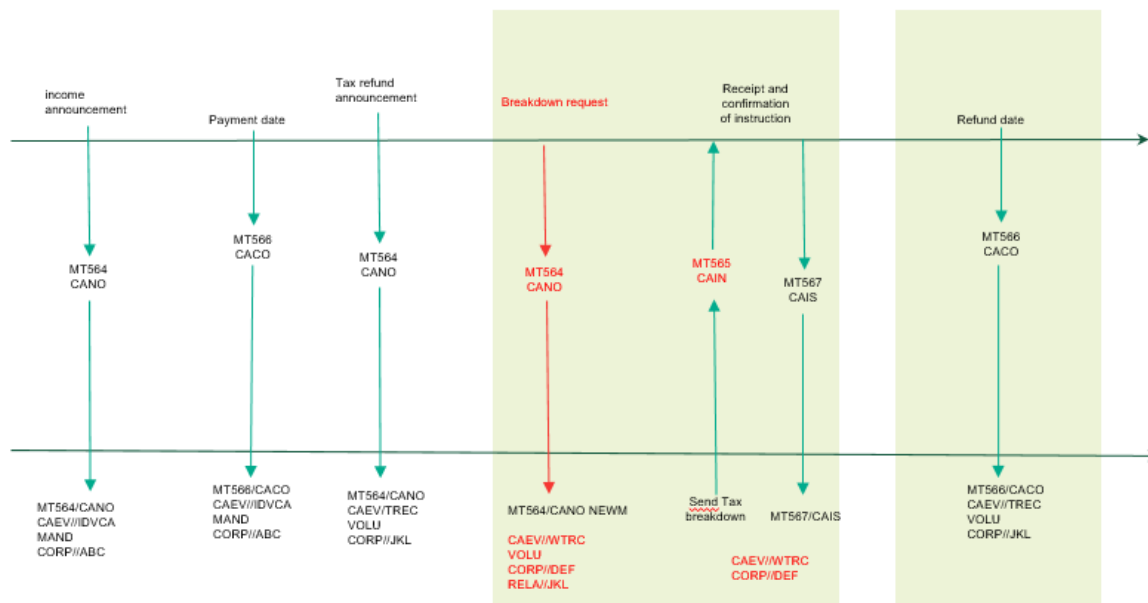 income
announcement
Payment date
Tax refund
announcement
Breakdown request
Receipt and
confirmation
of instruction
Refund date
MT564
CANO
MT566
CACO
MT564
CANO
MT564
CANO
MT565
CAIN
MT567
CAIS
MT566
CACO
MT564/CANO
CAEV//IDVCA
MAND
CORP//ABC
MT566/CACO
CAEV//IDVCA
MAND
CORP//ABC
MT564/CANO
CAEV/TREC
VOLU
CORP//JKL
MT564/CANO NEWM
CAEV//WTRC
VOLU
CORP//DEF
RELA//JKL
Send Tax
breakdown
MT567/CAIS
CAEV//WTRC
CORP//DEF
MT566/CACO
CAEV//TREC
VOLU
CORP//JKL